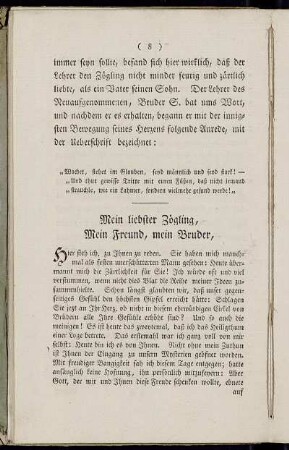 ( 8 )
immer seyn sollte, befand sich hier wirklich, daß der
Lehrer den Zögling nicht minder feurig und zärtlich
liebte, als ein Vater seinen Sohn. Der Lehrer des
Neuaufgenommenen, Bruder S. bat ums Wort,
und nachdem er es erhalten, begann er mit der innig-
sten Bewegung seines Herzens folgende Anrede, mit
der Ueberschrift bezeichnet:
„Wachet, stehet im Glauben, seyd männlich und seyd stark! —
„Und thut gewisse Tritte mit euren Füßen, daß nicht jemand
„strauchle, wie ein Lahmer, sondern vielmehr gesund werde!„
Mein liebster Zögling,
Mein Freund, mein Bruder,
Hier steh ich, zu Ihnen zu reden. Sie haben mich manch-
mal als festen unerschütterten Mann gesehen: Heute über-
mannt mich die Zärtlichkeit für Sie! Ich würde oft und viel
verstummen, wenn nicht dies Blat die Reihe meiner Ideen zu-
sammenhielte. Schon längst glaubten wir, daß unser gegen-
seitiges Gefühl den höchsten Gipfel erreicht hätte: Schlagen
Sie jezt an Ihr Herz, ob nicht in diesem ehrwürdigen Cirkel von
Brüdern alle Ihre Gefühle erhöht sind? Und so auch die
meinigen! Es ist heute das zweytemal, daß ich das Heiligthum
einer Loge betrete. Das erstemahl war ich ganz voll von mir
selbst: Heute bin ich es von Ihnen. Nicht ohne mein Zuthun
ist Ihnen der Eingang zu unsern Mysterien geöffnet worden.
Mit freudiger Bangigkeit sah ich diesem Tage entgegen; hatte
anfänglich keine Hoffnung, ihn persönlich mitzufeyern: Aber
Gott, der mir und Ihnen diese Freude schenken wollte, ebnete
auf